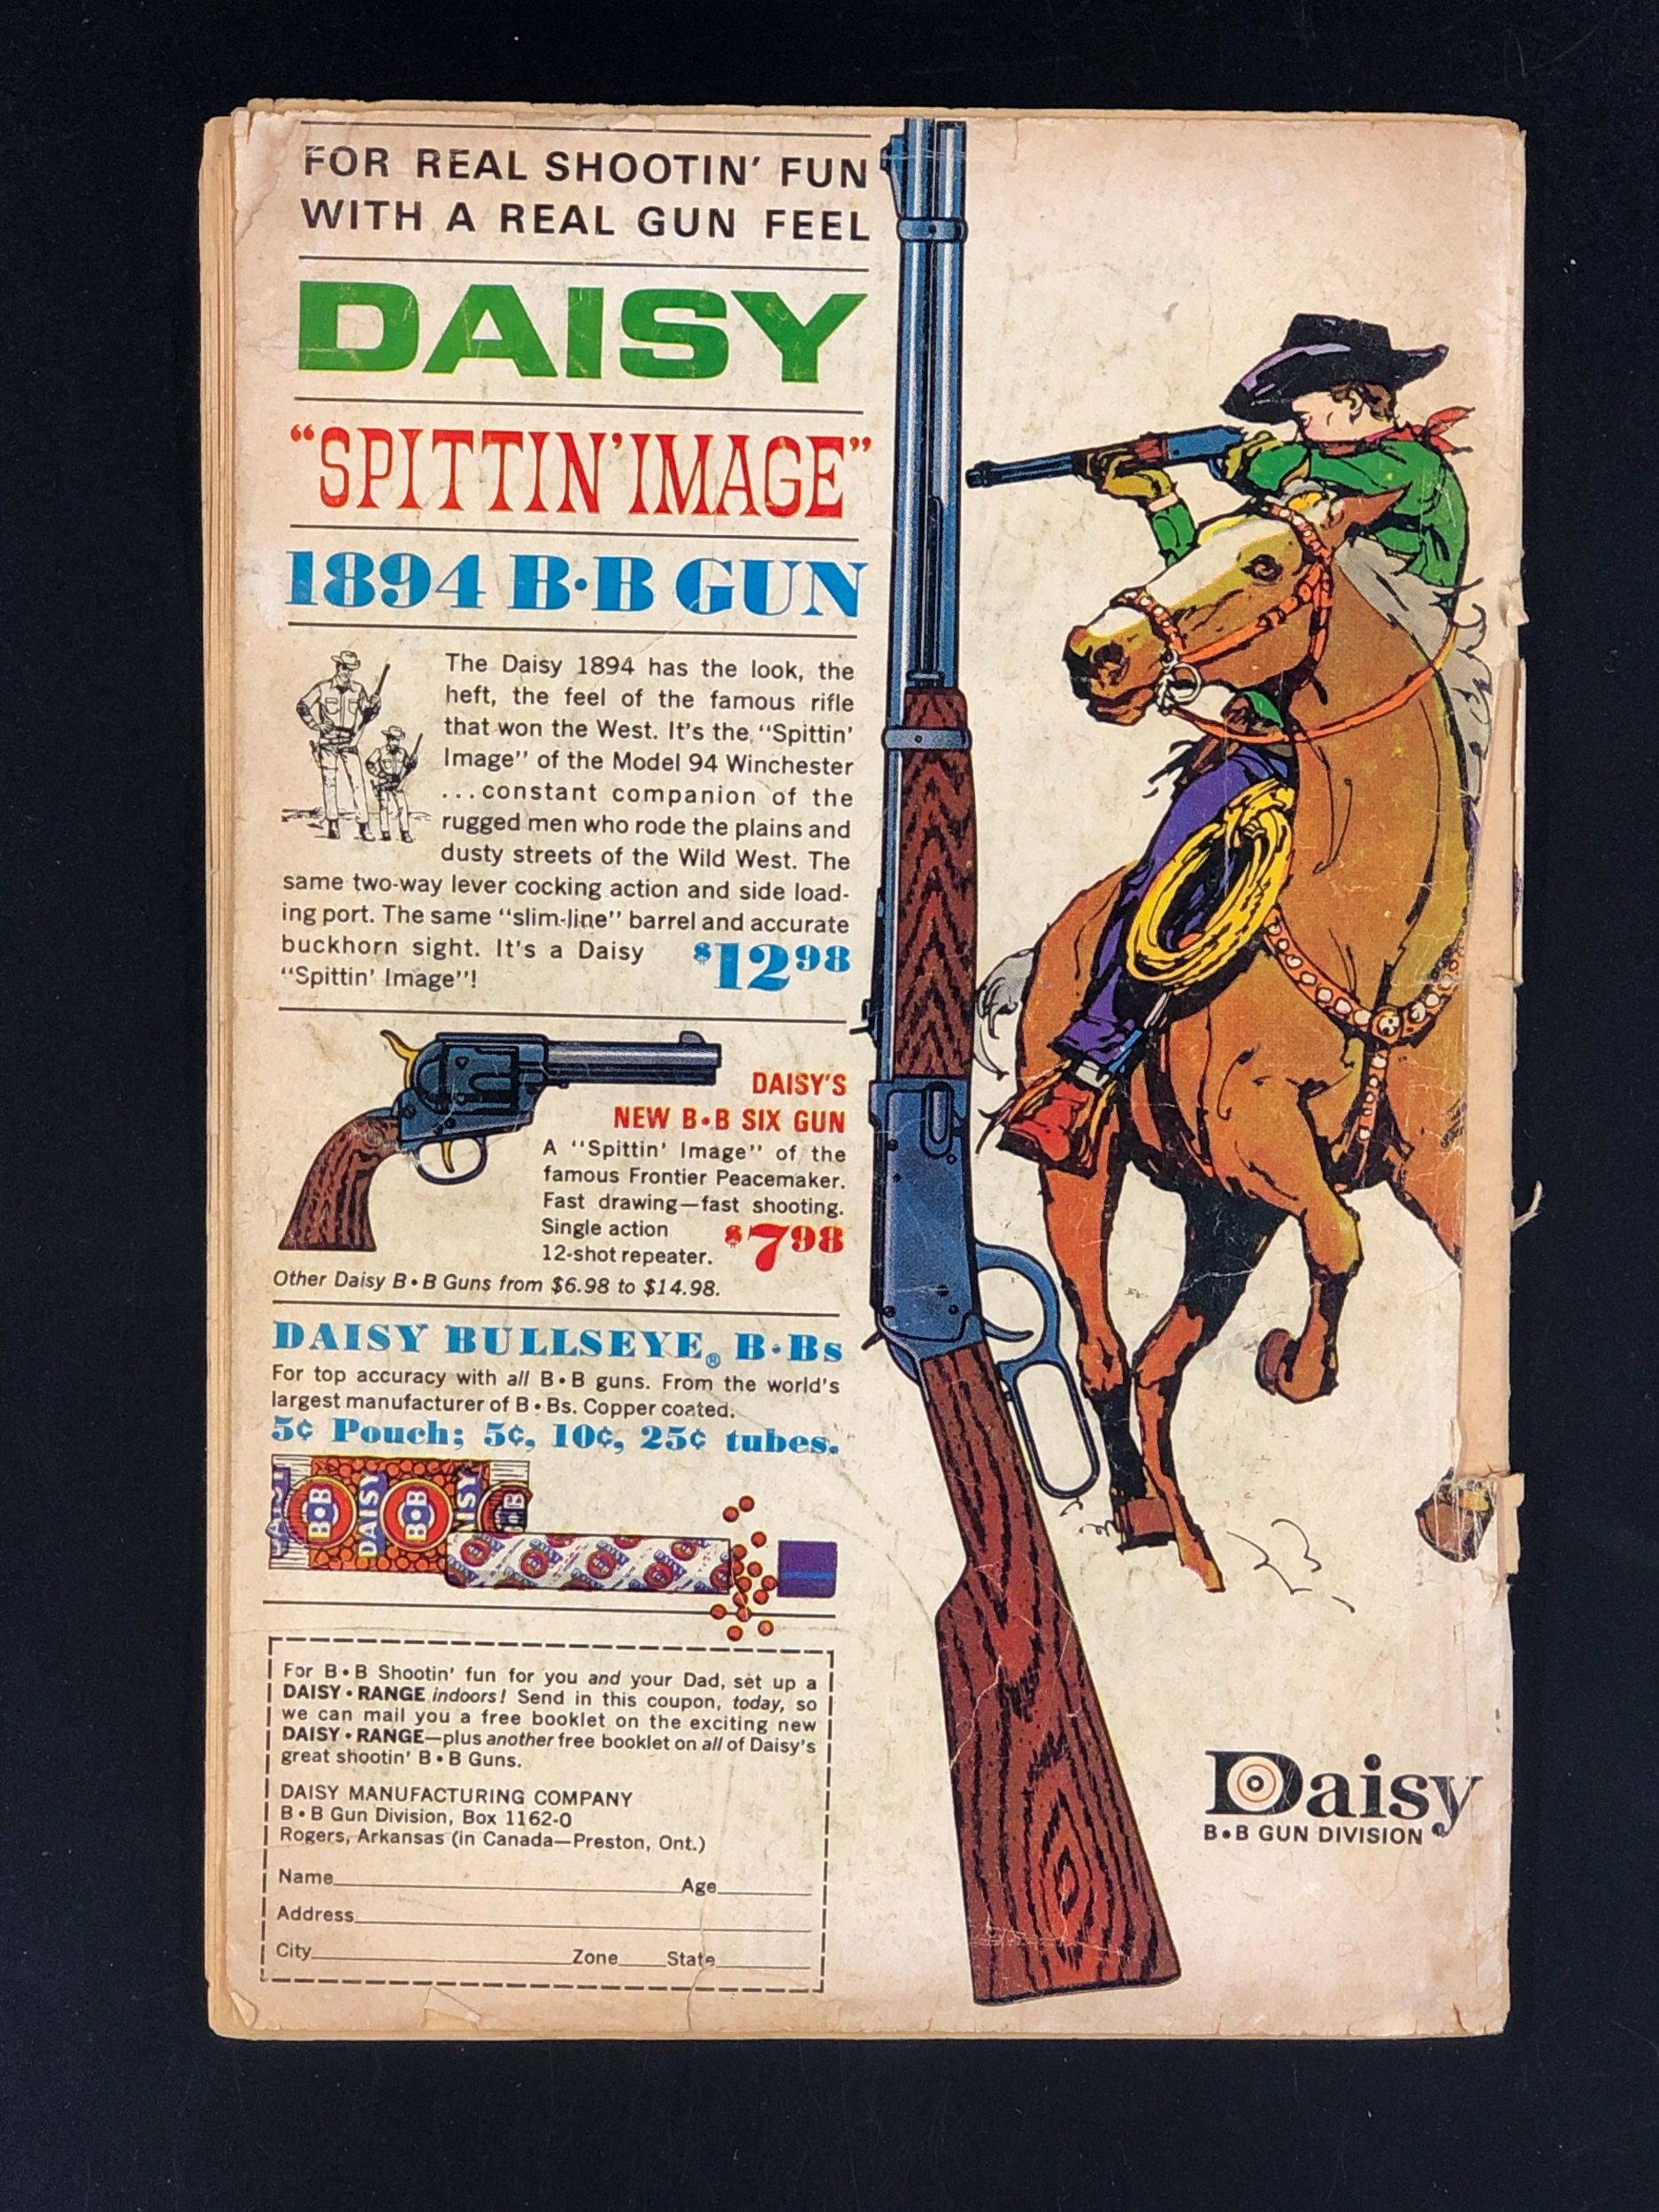 FOR REAL SHOOTIN' FUN
WITH A REAL GUN FEEL
DAISY
"SPITTIN' IMAGE"
1894 B·B GUN
The Daisy 1894 has the look, the
heft, the feel of the famous rifle
that won the West. It's the "Spittin'
Image" of the Model 94 Winchester
...constant companion of the
rugged men who rode the plains and
dusty streets of the Wild West. The
same two-way lever cocking action and side load-
ing port. The same "slim-line" barrel and accurate
buckhorn sight. It's a Daisy
"Spittin' Image"!
$12 98
DAISY'S
NEW B•B SIX GUN
A "Spittin' Image" of the
famous Frontier Peacemaker.
Fast drawing—fast shooting.
Single action
12-shot repeater.
$7 98
Other Daisy B•B Guns from $6.98 to $14.98.
DAISY BULLSEYE® B·Bs
For top accuracy with all B•B guns. From the world's
largest manufacturer of B•Bs. Copper coated.
5¢ Pouch; 5¢, 10¢, 25¢ tubes.
DAISY B·B DAISY B·B DAISY B·B
For B•B Shootin' fun for you and your Dad, set up a
DAISY•RANGE indoors! Send in this coupon, today, so
we can mail you a free booklet on the exciting new
DAISY•RANGE—plus another free booklet on all of Daisy's
great shootin' B•B Guns.
DAISY MANUFACTURING COMPANY
B•B Gun Division, Box 1162-0
Rogers, Arkansas (in Canada—Preston, Ont.)
Name Age
Address
City Zone State
Daisy
B•B GUN DIVISION